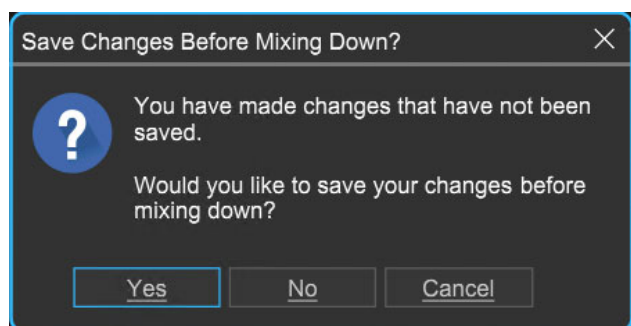 Save Changes Before Mixing Down?
You have made changes that have not been
saved.
Would you like to save your changes before
mixing down?
Yes
No
Cancel